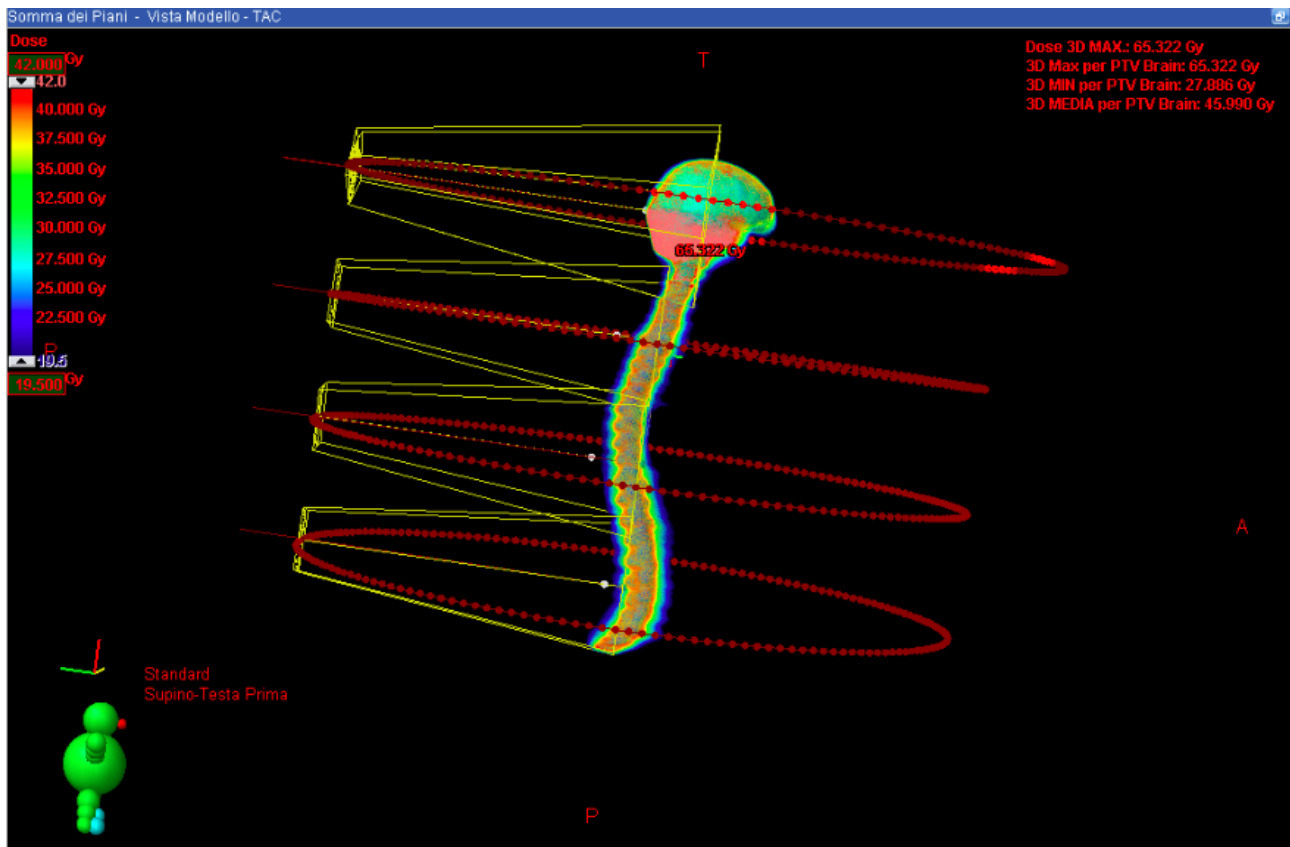 Somma dei Piani - Vista Modello - TAC
Dose
42.000 Gy
42.0
40.000 Gy
37.500 Gy
35.000 Gy
32.500 Gy
30.000 Gy
27.500 Gy
25.000 Gy
22.500 Gy
19.5
19.500 Gy
T
Dose 3D MAX.: 65.322 Gy
3D Max per PTV Brain: 65.322 Gy
3D MIN per PTV Brain: 27.886 Gy
3D MEDIA per PTV Brain: 45.990 Gy
65.322 Gy
A
Standard
Supino-Testa Prima
P